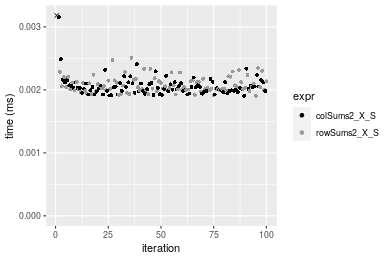 0.003
0.002
0.001
0.000
time (ms)
0
25
50
75
100
iteration
expr
colSums2_X_S
rowSums2_X_S